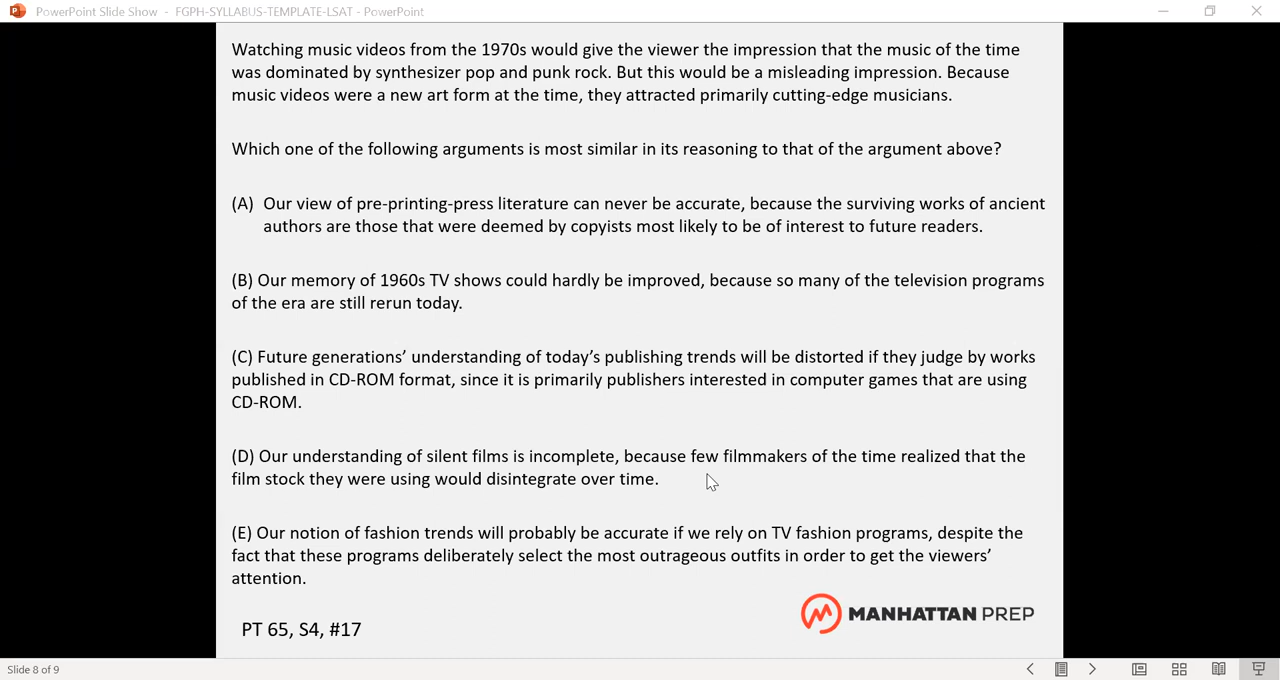 PowerPoint Slide Show - FGPH-SYLLABUS-TEMPLATE-LSAT - PowerPoint
Watching music videos from the 1970s would give the viewer the impression that the music of the time
was dominated by synthesizer pop and punk rock. But this would be a misleading impression. Because
music videos were a new art form at the time, they attracted primarily cutting-edge musicians.
Which one of the following arguments is most similar in its reasoning to that of the argument above?
(A) Our view of pre-printing-press literature can never be accurate, because the surviving works of ancient
authors are those that were deemed by copyists most likely to be of interest to future readers.
(B) Our memory of 1960s TV shows could hardly be improved, because so many of the television programs
of the era are still rerun today.
(C) Future generations’ understanding of today’s publishing trends will be distorted if they judge by works
published in CD-ROM format, since it is primarily publishers interested in computer games that are using
CD-ROM.
(D) Our understanding of silent films is incomplete, because few filmmakers of the time realized that the
film stock they were using would disintegrate over time.
(E) Our notion of fashion trends will probably be accurate if we rely on TV fashion programs, despite the
fact that these programs deliberately select the most outrageous outfits in order to get the viewers’
attention.
MANHATTAN PREP
PT 65, S4, #17
Slide 8 of 9